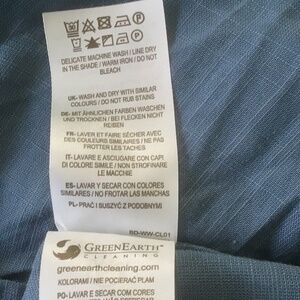 DELICATE MACHINE WASH / LINE DRY
IN THE SHADE / WARM IRON / DO NOT
BLEACH
UK- WASH AND DRY WITH SIMILAR
COLOURS / DO NOT RUB STAINS
DE- MIT ÄHNLICHEN FARBEN WASCHEN
UND TROCKNEN / BEI FLECKEN NICHT
REIBEN
FR- LAVER ET FAIRE SÉCHER AVEC
DES COULEURS SIMILAIRES / NE PAS
FROTTER LES TACHES
IT- LAVARE E ASCIUGARE CON CAPI
DI COLORE SIMILE / NON STROFINARE
LE MACCHIE
ES- LAVAR Y SECAR CON COLORES
SIMILARES / NO FROTAR LAS MANCHAS
PL- PRAĆ I SUSZYĆ Z PODOBNYMI
BD-WW-CL01
GREENEARTH
CLEANING
greenearthcleaning.com
KOLORAMI / NIE POCIERAĆ PLAM
PO- LAVAR E SECAR COM CORES